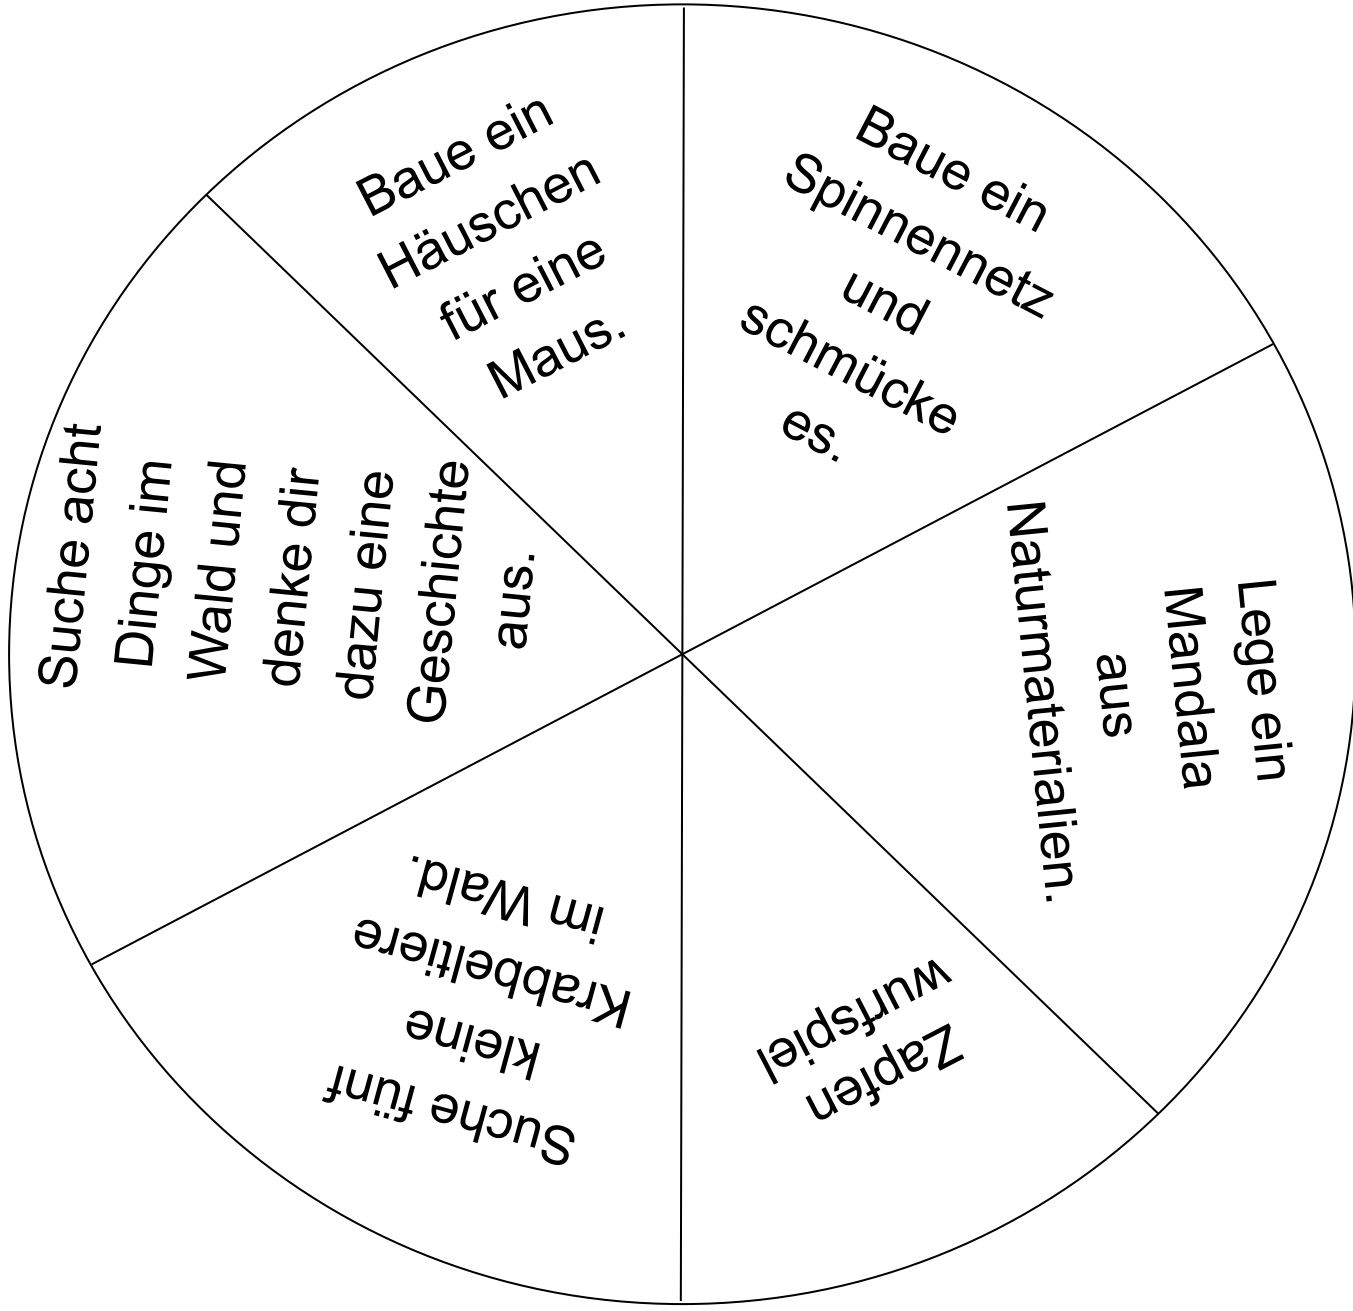 Baue ein
Häuschen
für eine
Maus.
Baue ein
Spinnennetz
und
schmücke
es.
Lege ein
Mandala
aus
Naturmaterialien.
Zapfen
wurfspiel
Suche fünf
kleine
Krabbeltiere
im Wald.
Suche acht
Dinge im
Wald und
denke dir
dazu eine
Geschichte
aus.